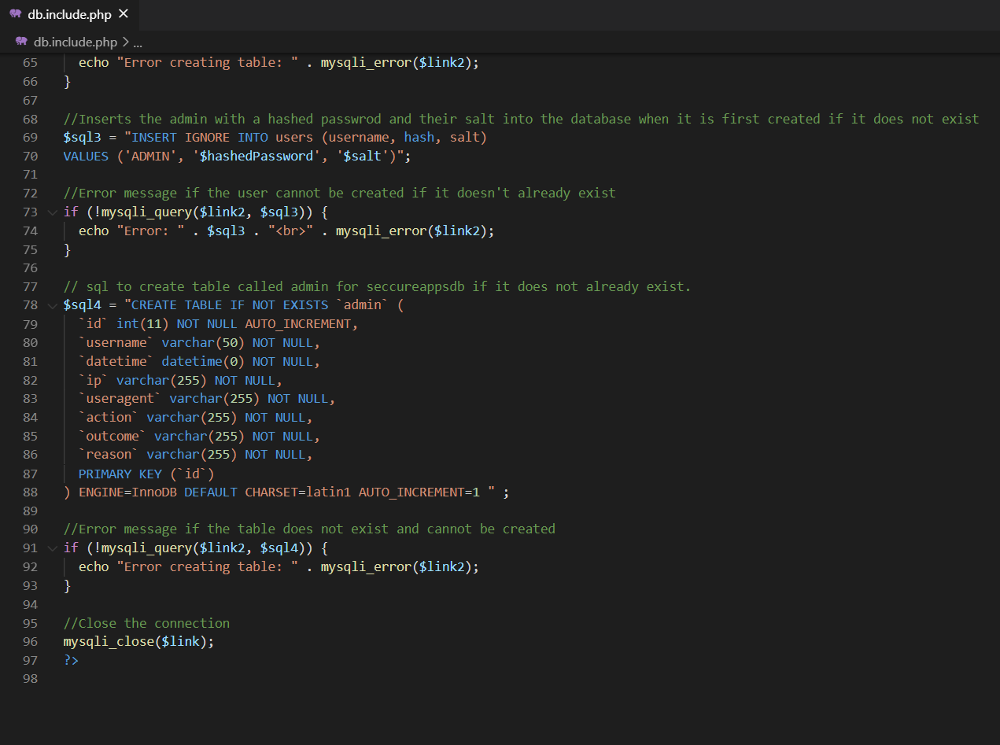 db.include.php ×
db.include.php > ...
65 echo "Error creating table: " . mysqli_error($link2);
66 }
67
68 //Inserts the admin with a hashed passwrod and their salt into the database when it is first created if it does not exist
69 $sql3 = "INSERT IGNORE INTO users (username, hash, salt)
70 VALUES ('ADMIN', '$hashedPassword', '$salt')";
71
72 //Error message if the user cannot be created if it doesn't already exist
73 if (!mysqli_query($link2, $sql3)) {
74 echo "Error: " . $sql3 . "<br>" . mysqli_error($link2);
75 }
76
77 // sql to create table called admin for seccureappsdb if it does not already exist.
78 $sql4 = "CREATE TABLE IF NOT EXISTS `admin` (
79 `id` int(11) NOT NULL AUTO_INCREMENT,
80 `username` varchar(50) NOT NULL,
81 `datetime` datetime(0) NOT NULL,
82 `ip` varchar(255) NOT NULL,
83 `useragent` varchar(255) NOT NULL,
84 `action` varchar(255) NOT NULL,
85 `outcome` varchar(255) NOT NULL,
86 `reason` varchar(255) NOT NULL,
87 PRIMARY KEY (`id`)
88 ) ENGINE=InnoDB DEFAULT CHARSET=latin1 AUTO_INCREMENT=1 " ;
89
90 //Error message if the table does not exist and cannot be created
91 if (!mysqli_query($link2, $sql4)) {
92 echo "Error creating table: " . mysqli_error($link2);
93 }
94
95 //Close the connection
96 mysqli_close($link);
97 ?>
98